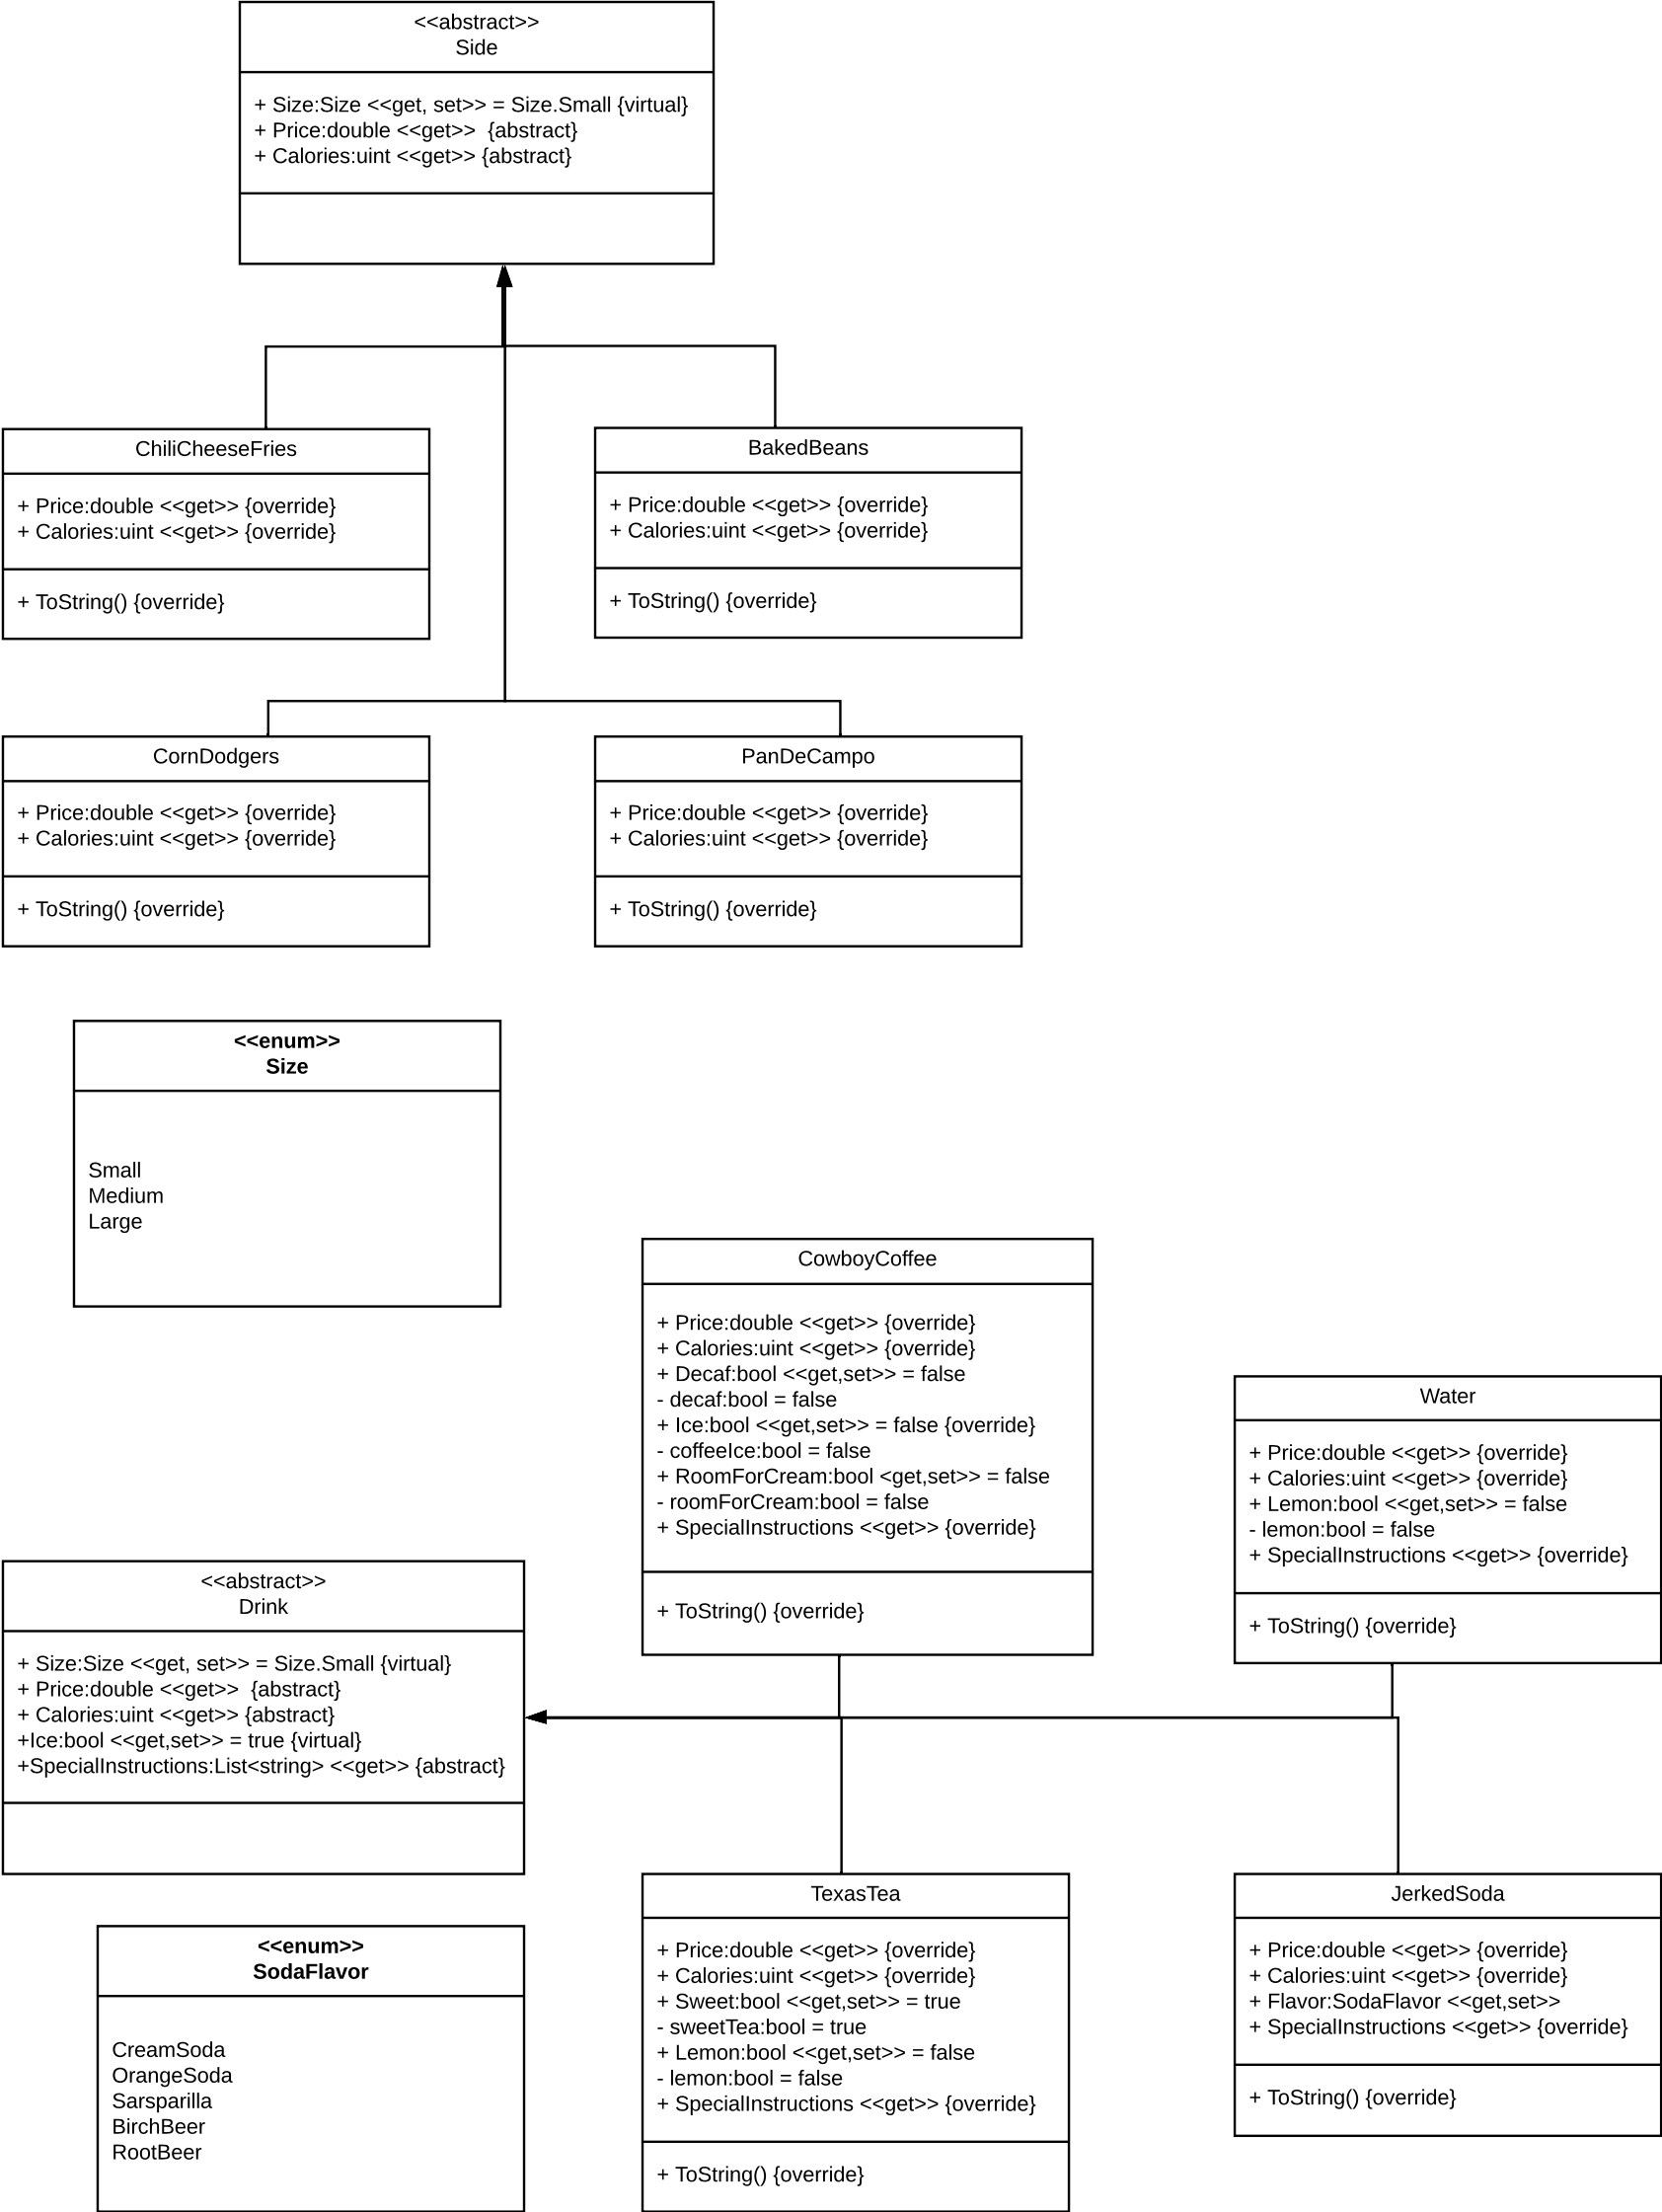 <<abstract>>
Side
+ Size:Size <<get, set>> = Size.Small {virtual}
+ Price:double <<get>>  {abstract}
+ Calories:uint <<get>> {abstract}
ChiliCheeseFries
+ Price:double <<get>> {override}
+ Calories:uint <<get>> {override}
+ ToString() {override}
BakedBeans
+ Price:double <<get>> {override}
+ Calories:uint <<get>> {override}
+ ToString() {override}
CornDodgers
+ Price:double <<get>> {override}
+ Calories:uint <<get>> {override}
+ ToString() {override}
PanDeCampo
+ Price:double <<get>> {override}
+ Calories:uint <<get>> {override}
+ ToString() {override}
<<enum>>
Size
Small
Medium
Large
CowboyCoffee
+ Price:double <<get>> {override}
+ Calories:uint <<get>> {override}
+ Decaf:bool <<get,set>> = false
- decaf:bool = false
+ Ice:bool <<get,set>> = false {override}
- coffeeIce:bool = false
+ RoomForCream:bool <get,set>> = false
- roomForCream:bool = false
+ SpecialInstructions <<get>> {override}
+ ToString() {override}
Water
+ Price:double <<get>> {override}
+ Calories:uint <<get>> {override}
+ Lemon:bool <<get,set>> = false
- lemon:bool = false
+ SpecialInstructions <<get>> {override}
+ ToString() {override}
<<abstract>>
Drink
+ Size:Size <<get, set>> = Size.Small {virtual}
+ Price:double <<get>>  {abstract}
+ Calories:uint <<get>> {abstract}
+Ice:bool <<get,set>> = true {virtual}
+SpecialInstructions:List<string> <<get>> {abstract}
<<enum>>
SodaFlavor
CreamSoda
OrangeSoda
Sarsparilla
BirchBeer
RootBeer
TexasTea
+ Price:double <<get>> {override}
+ Calories:uint <<get>> {override}
+ Sweet:bool <<get,set>> = true
- sweetTea:bool = true
+ Lemon:bool <<get,set>> = false
- lemon:bool = false
+ SpecialInstructions <<get>> {override}
+ ToString() {override}
JerkedSoda
+ Price:double <<get>> {override}
+ Calories:uint <<get>> {override}
+ Flavor:SodaFlavor <<get,set>>
+ SpecialInstructions <<get>> {override}
+ ToString() {override}